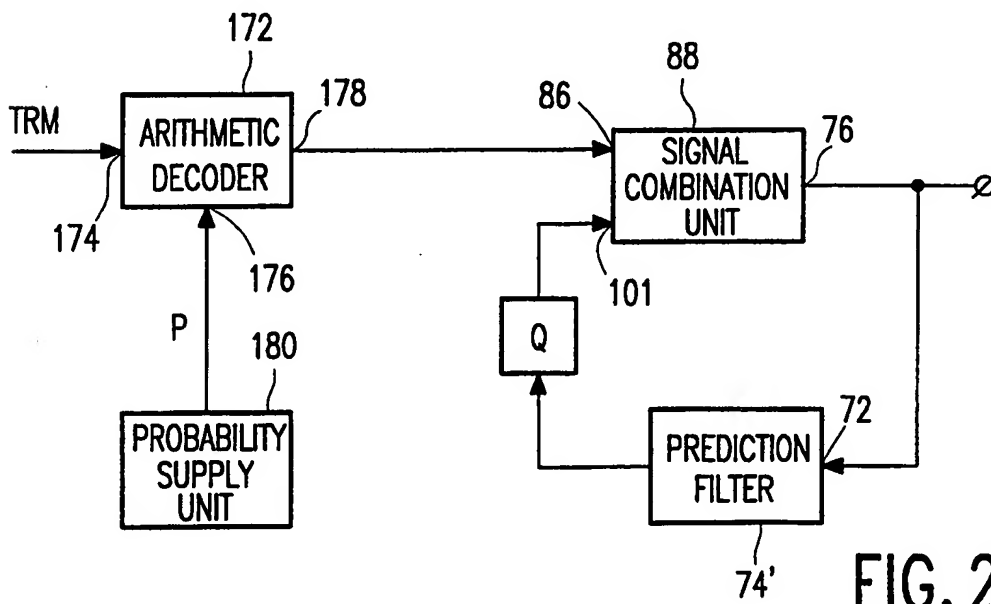 172
TRM
ARITHMETIC
DECODER
178
174
176
P
180
PROBABILITY
SUPPLY
UNIT
86
88
SIGNAL
COMBINATION
UNIT
76
101
Q
72
PREDICTION
FILTER
74'
FIG. 2